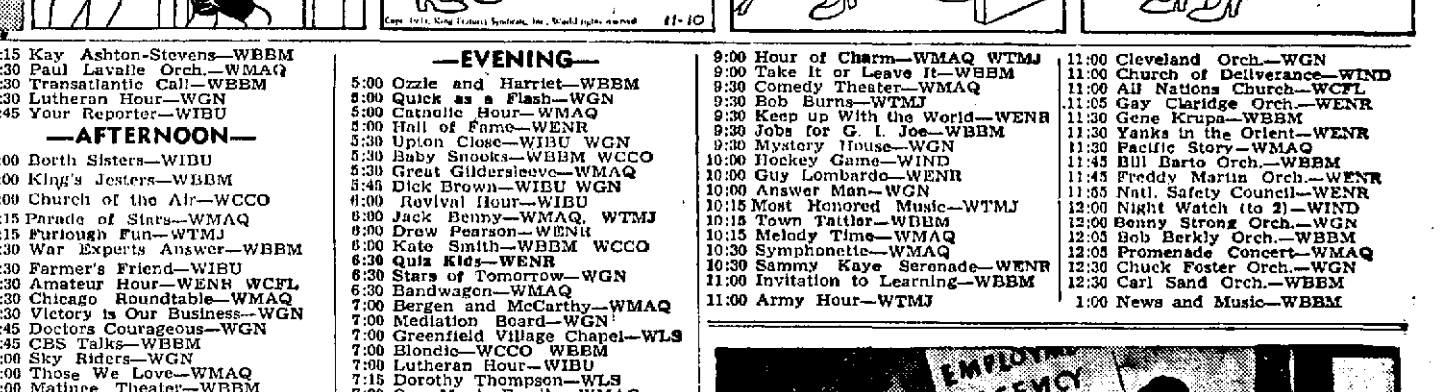 Copr. 1945, King Features Syndicate, Inc., World rights reserved 11-10
:15 Kay Ashton-Stevens—WBBM
:30 Paul Lavalle Orch.—WMAQ
:30 Transatlantic Call—WBBM
:30 Lutheran Hour—WGN
:45 Your Reporter—WIBU
—AFTERNOON—
:00 Dorth Sisters—WIBU
:00 King's Jesters—WBBM
:00 Church of the Air—WCCO
:15 Parade of Stars—WMAQ
:15 Furlough Fun—WTMJ
:30 War Experts Answer—WBBM
:30 Farmer's Friend—WIBU
:30 Amateur Hour—WENR WCFL
:30 Chicago Roundtable—WMAQ
:30 Victory is Our Business—WGN
:45 Doctors Courageous—WGN
:45 CBS Talks—WBBM
:00 Sky Riders—WGN
:00 Those We Love—WMAQ
:00 Matinee Theater—WBBM
—EVENING—
5:00 Ozzie and Harriet—WBBM
5:00 Quick as a Flash—WGN
5:00 Catholic Hour—WMAQ
5:00 Hall of Fame—WENR
5:30 Upton Close—WIBU WGN
5:30 Baby Snooks—WBBM WCCO
5:30 Great Gildersleeve—WMAQ
5:45 Dick Brown—WIBU WGN
6:00 Revival Hour—WIBU
6:00 Jack Benny—WMAQ, WTMJ
6:00 Drew Pearson—WENR
6:00 Kate Smith—WBBM WCCO
6:30 Quiz Kids—WENR
6:30 Stars of Tomorrow—WGN
6:30 Bandwagon—WMAQ
7:00 Bergen and McCarthy—WMAQ
7:00 Mediation Board—WGN
7:00 Greenfield Village Chapel—WLS
7:00 Blondie—WCCO WBBM
7:00 Lutheran Hour—WIBU
7:15 Dorothy Thompson—WLS
9:00 Hour of Charm—WMAQ WTMJ
9:00 Take It or Leave It—WBBM
9:30 Comedy Theater—WMAQ
9:30 Bob Burns—WTMJ
9:30 Keep up With the World—WENR
9:30 Jobs for G. I. Joe—WBBM
9:30 Mystery House—WGN
10:00 Hockey Game—WIND
10:00 Guy Lombardo—WENR
10:00 Answer Man—WGN
10:15 Most Honored Music—WTMJ
10:15 Town Tattler—WBBM
10:15 Melody Time—WMAQ
10:30 Symphonette—WMAQ
10:30 Sammy Kaye Serenade—WENR
11:00 Invitation to Learning—WBBM
11:00 Army Hour—WTMJ
11:00 Cleveland Orch.—WGN
11:00 Church of Deliverance—WIND
11:00 All Nations Church—WCFL
11:05 Gay Claridge Orch.—WENR
11:30 Gene Krupa—WBBM
11:30 Yanks in the Orient—WENR
11:30 Pacific Story—WMAQ
11:45 Bill Barto Orch.—WBBM
11:45 Freddy Martin Orch.—WENR
11:55 Natl. Safety Council—WENR
12:00 Night Watch (to 2)—WIND
12:00 Benny Strong Orch.—WGN
12:05 Bob Berkly Orch.—WBBM
12:05 Promenade Concert—WMAQ
12:30 Chuck Foster Orch.—WGN
12:30 Carl Sand Orch.—WBBM
1:00 News and Music—WBBM